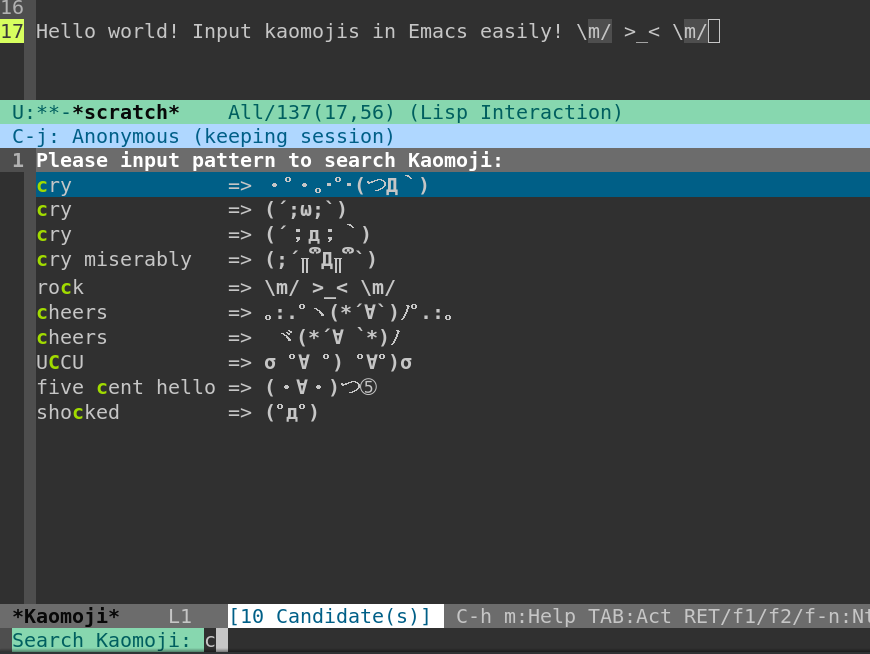 16
17 Hello world! Input kaomojis in Emacs easily! \m/ >_< \m/
U:**-*scratch*    All/137(17,56) (Lisp Interaction)
C-j: Anonymous (keeping session)
1 Please input pattern to search Kaomoji:
cry             => ・゚・。･゚･(つД｀)
cry             => (´;ω;`)
cry             => (´；д；｀)
cry miserably   => (;´༎ຶД༎ຶ`)
rock            => \m/ >_< \m/
cheers          => ｡:.ﾟヽ(*´∀`)ﾉﾟ.:｡
cheers          => ヾ(*´∀ ˋ*)ﾉ
UCCU            => σ ﾟ∀ ﾟ) ﾟ∀ﾟ)σ
five cent hello => (・∀・)つ⑤
shocked         => (ﾟдﾟ)
*Kaomoji*    L1   [10 Candidate(s)] C-h m:Help TAB:Act RET/f1/f2/f-n:Nt
Search Kaomoji: c